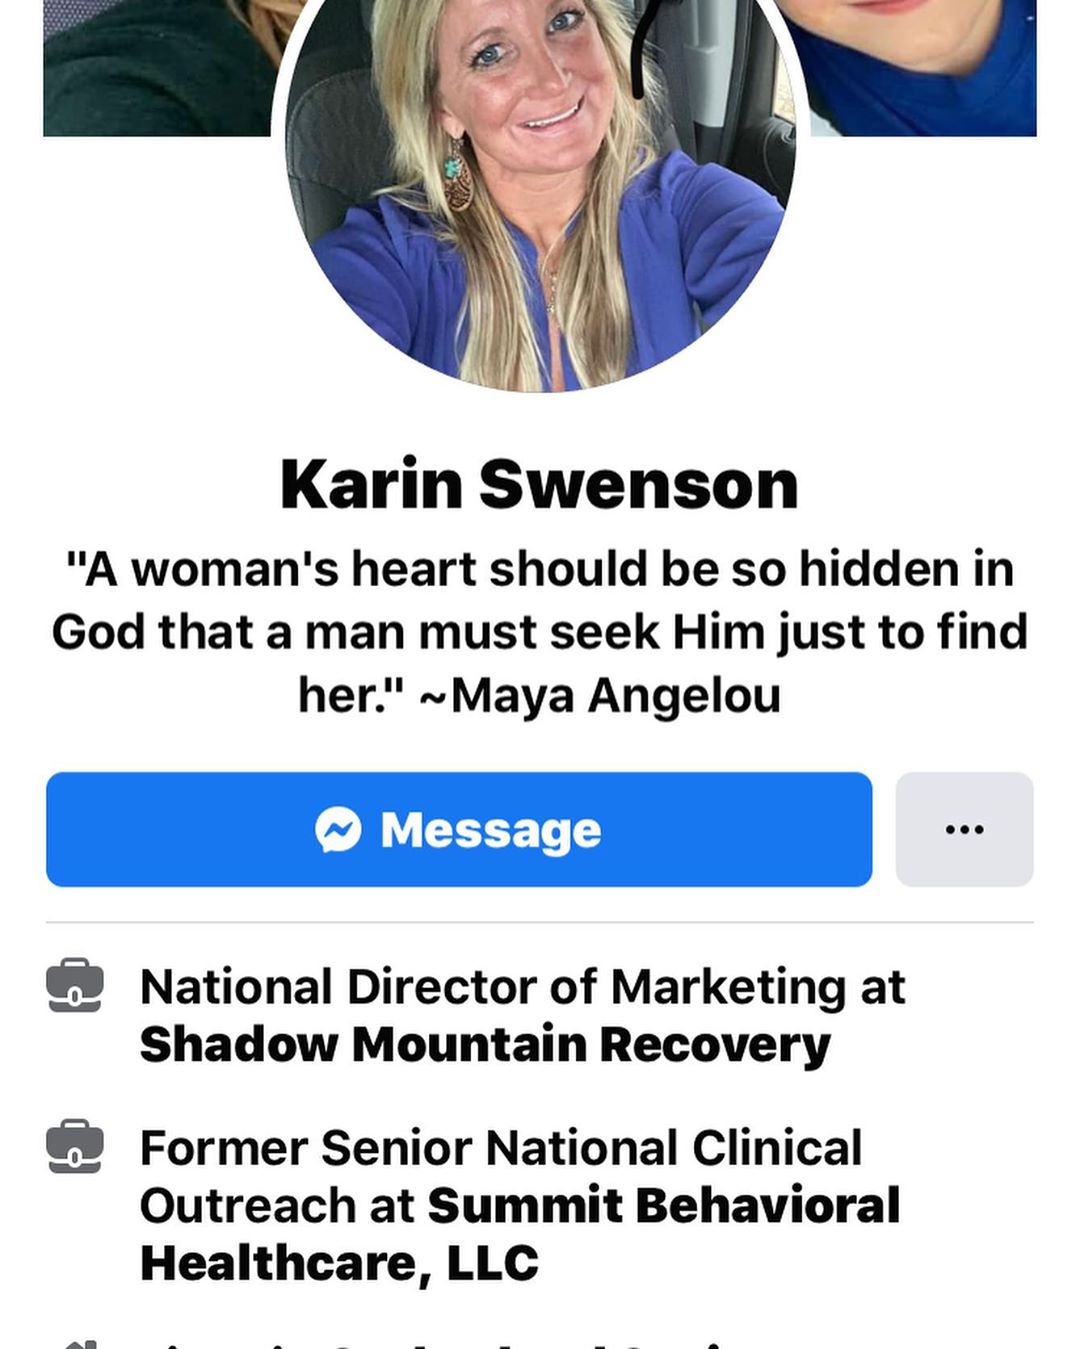 Karin Swenson
"A woman's heart should be so hidden in
God that a man must seek Him just to find
her." ~Maya Angelou
Message
National Director of Marketing at
Shadow Mountain Recovery
Former Senior National Clinical
Outreach at Summit Behavioral
Healthcare, LLC